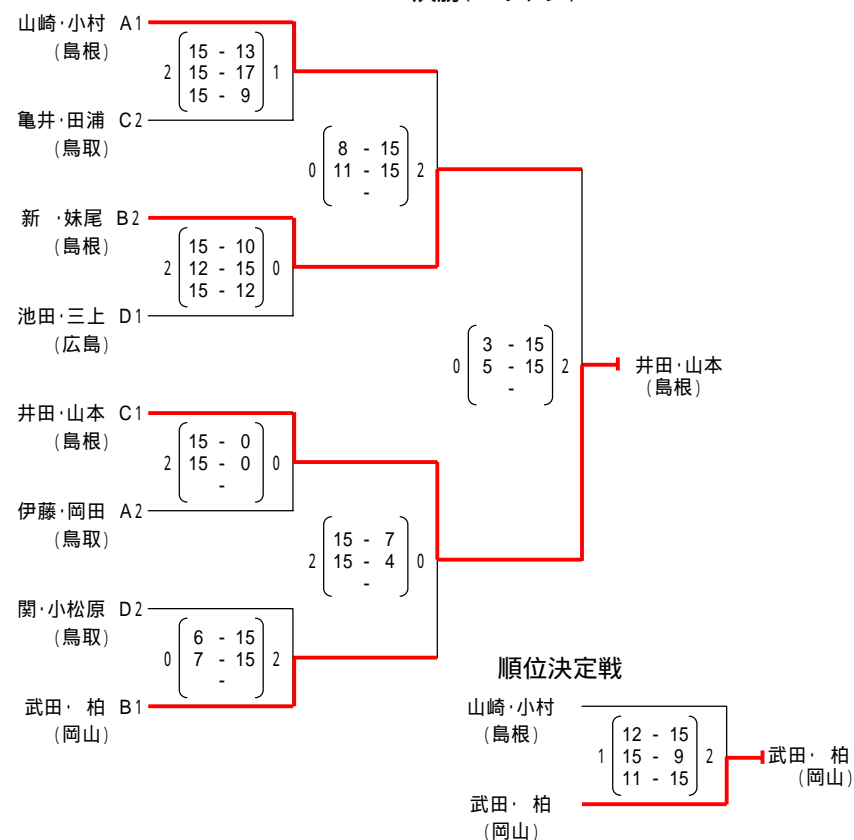 山崎･小村 A1
(島根)
2 15 - 13 1
15 - 17
15 - 9
亀井･田浦 C2
(鳥取)
0 8 - 15 2
11 - 15
-
新 ･妹尾 B2
(島根)
2 15 - 10 0
12 - 15
15 - 12
池田･三上 D1
(広島)
0 3 - 15 2
5 - 15
-
井田･山本
(島根)
井田･山本 C1
(島根)
2 15 - 0 0
15 - 0
-
伊藤･岡田 A2
(鳥取)
2 15 - 7 0
15 - 4
-
関･小松原 D2
(鳥取)
0 6 - 15 2
7 - 15
-
武田･ 柏 B1
(岡山)
順位決定戦
山崎･小村
(島根)
1 12 - 15 2
15 - 9
11 - 15
武田･ 柏
(岡山)
武田･ 柏
(岡山)